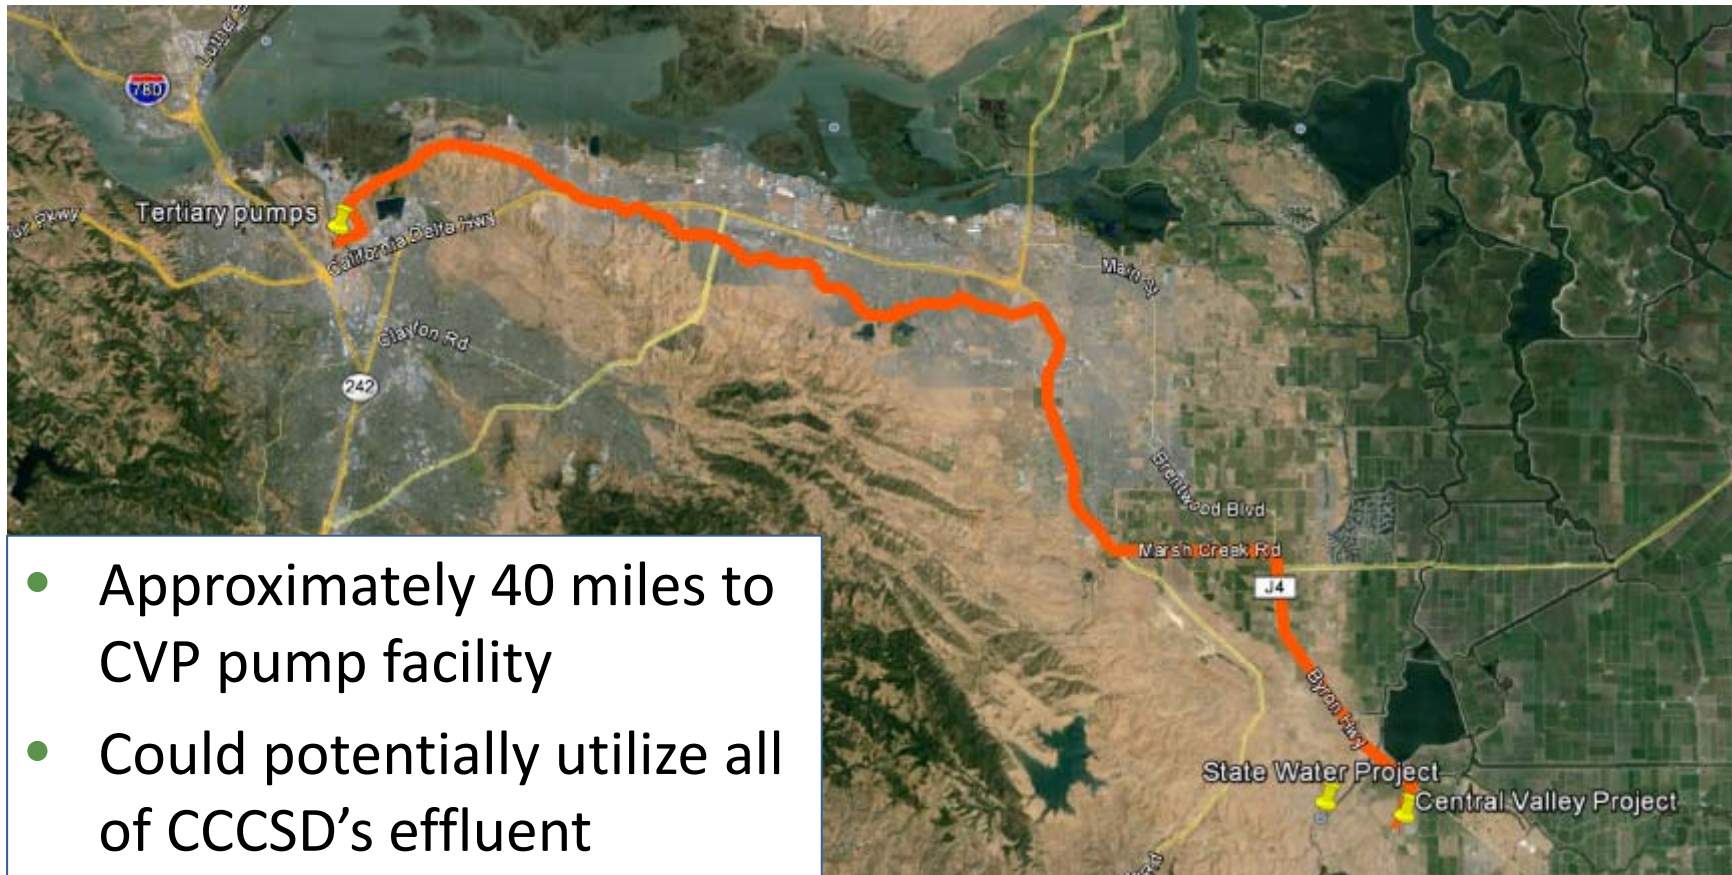 780
Tertiary pumps
California Delta Hwy
Pkwy
Clayton Rd
242
Main St
Brentwood Blvd
Marsh Creek Rd
J4
Byron Hwy
State Water Project
Central Valley Project
• Approximately 40 miles to
CVP pump facility
• Could potentially utilize all
of CCCSD’s effluent